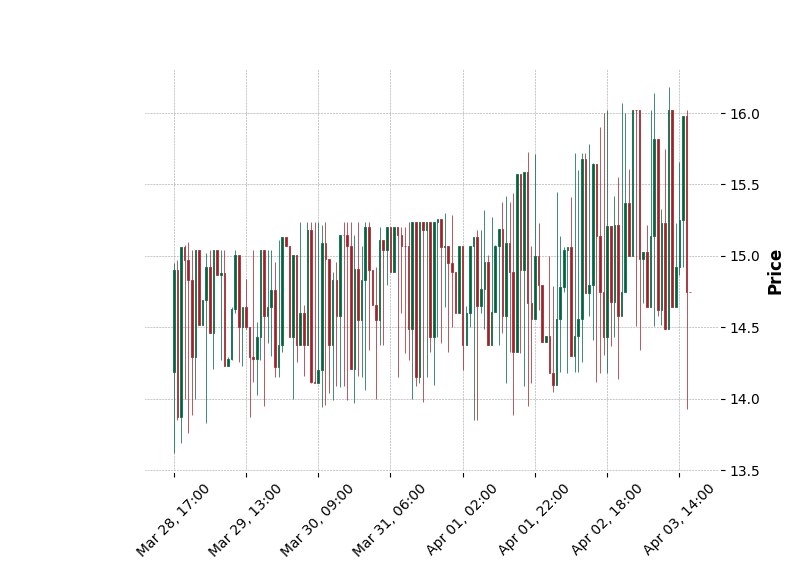 16.0
15.5
15.0
14.5
14.0
13.5
Price
Mar 28, 17:00
Mar 29, 13:00
Mar 30, 09:00
Mar 31, 06:00
Apr 01, 02:00
Apr 01, 22:00
Apr 02, 18:00
Apr 03, 14:00